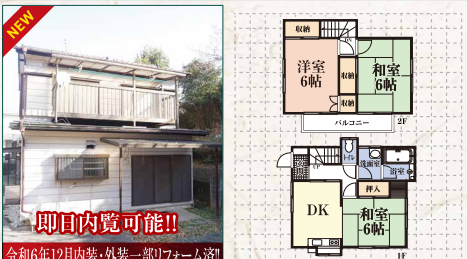 NEW
即日内覧可能!!
令和6年12月内装・外装一部リフォーム済!!
収納
DN
洋室
6帖
収納
収納
和室
6帖
バルコニー
2F
UP
トイレ
洗面室
浴室
押入
DK
和室
6帖
1F